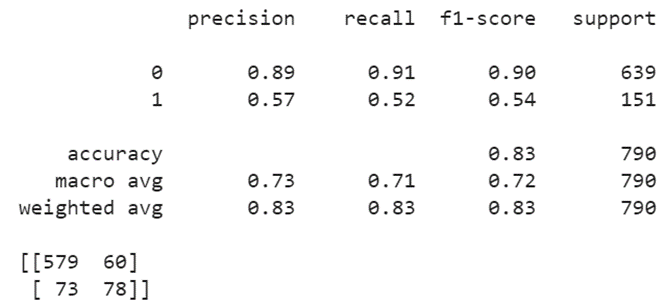 precision recall f1-score support
0 0.89 0.91 0.90 639
1 0.57 0.52 0.54 151
accuracy 0.83 790
macro avg 0.73 0.71 0.72 790
weighted avg 0.83 0.83 0.83 790
[[579 60]
[ 73 78]]